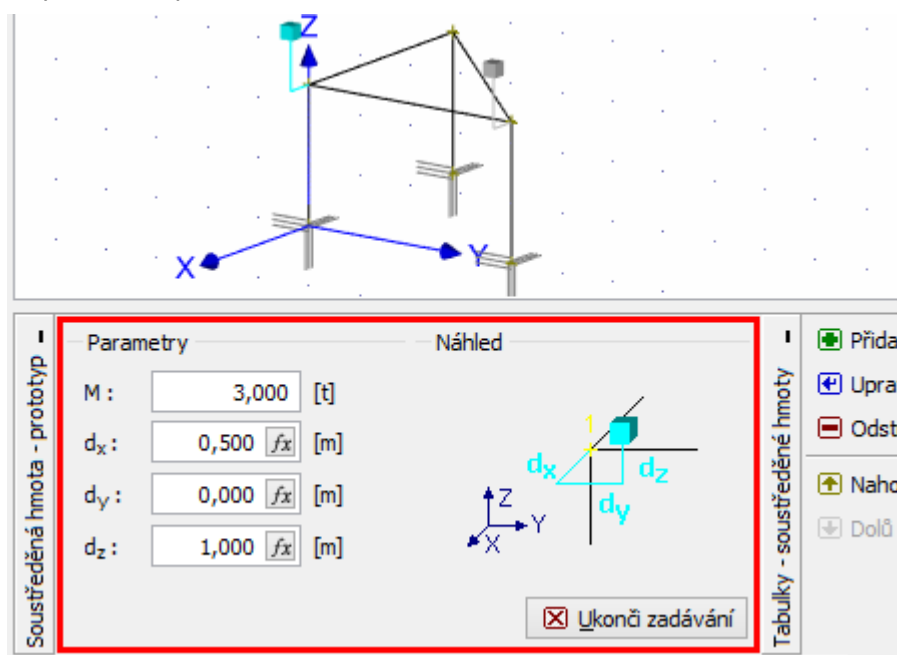 Z
X
Y
Soustředěná hmota - prototyp
Parametry
M : 3,000 [t]
dx : 0,500 fx [m]
dy : 0,000 fx [m]
dz : 1,000 fx [m]
Náhled
1
dx
dz
dy
Z
Y
X
Ukonči zadávání
Tabulky - soustředěné hmoty
Přida
Upra
Odst
Naho
Dolů